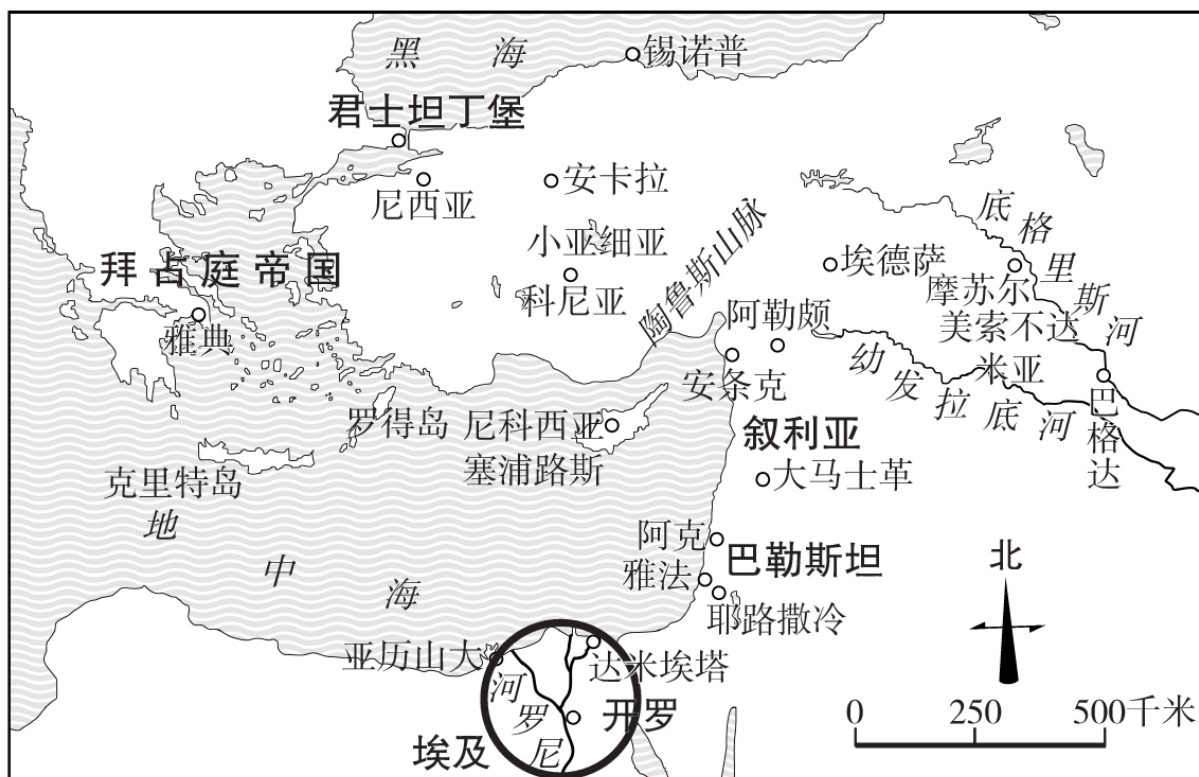 黑海
锡诺普
君士坦丁堡
尼西亚
安卡拉
小亚细亚
科尼亚
陶鲁斯山脉
埃德萨
底格里斯河
摩苏尔
美索不达
米亚
拜占庭帝国
雅典
阿勒颇
安条克
幼发拉底河
巴格达
罗得岛
尼科西亚
塞浦路斯
叙利亚
大马士革
克里特岛
地中海
阿克
雅法
巴勒斯坦
耶路撒冷
北
亚历山大
达米埃塔
河罗尼
开罗
埃及
0 250 500千米